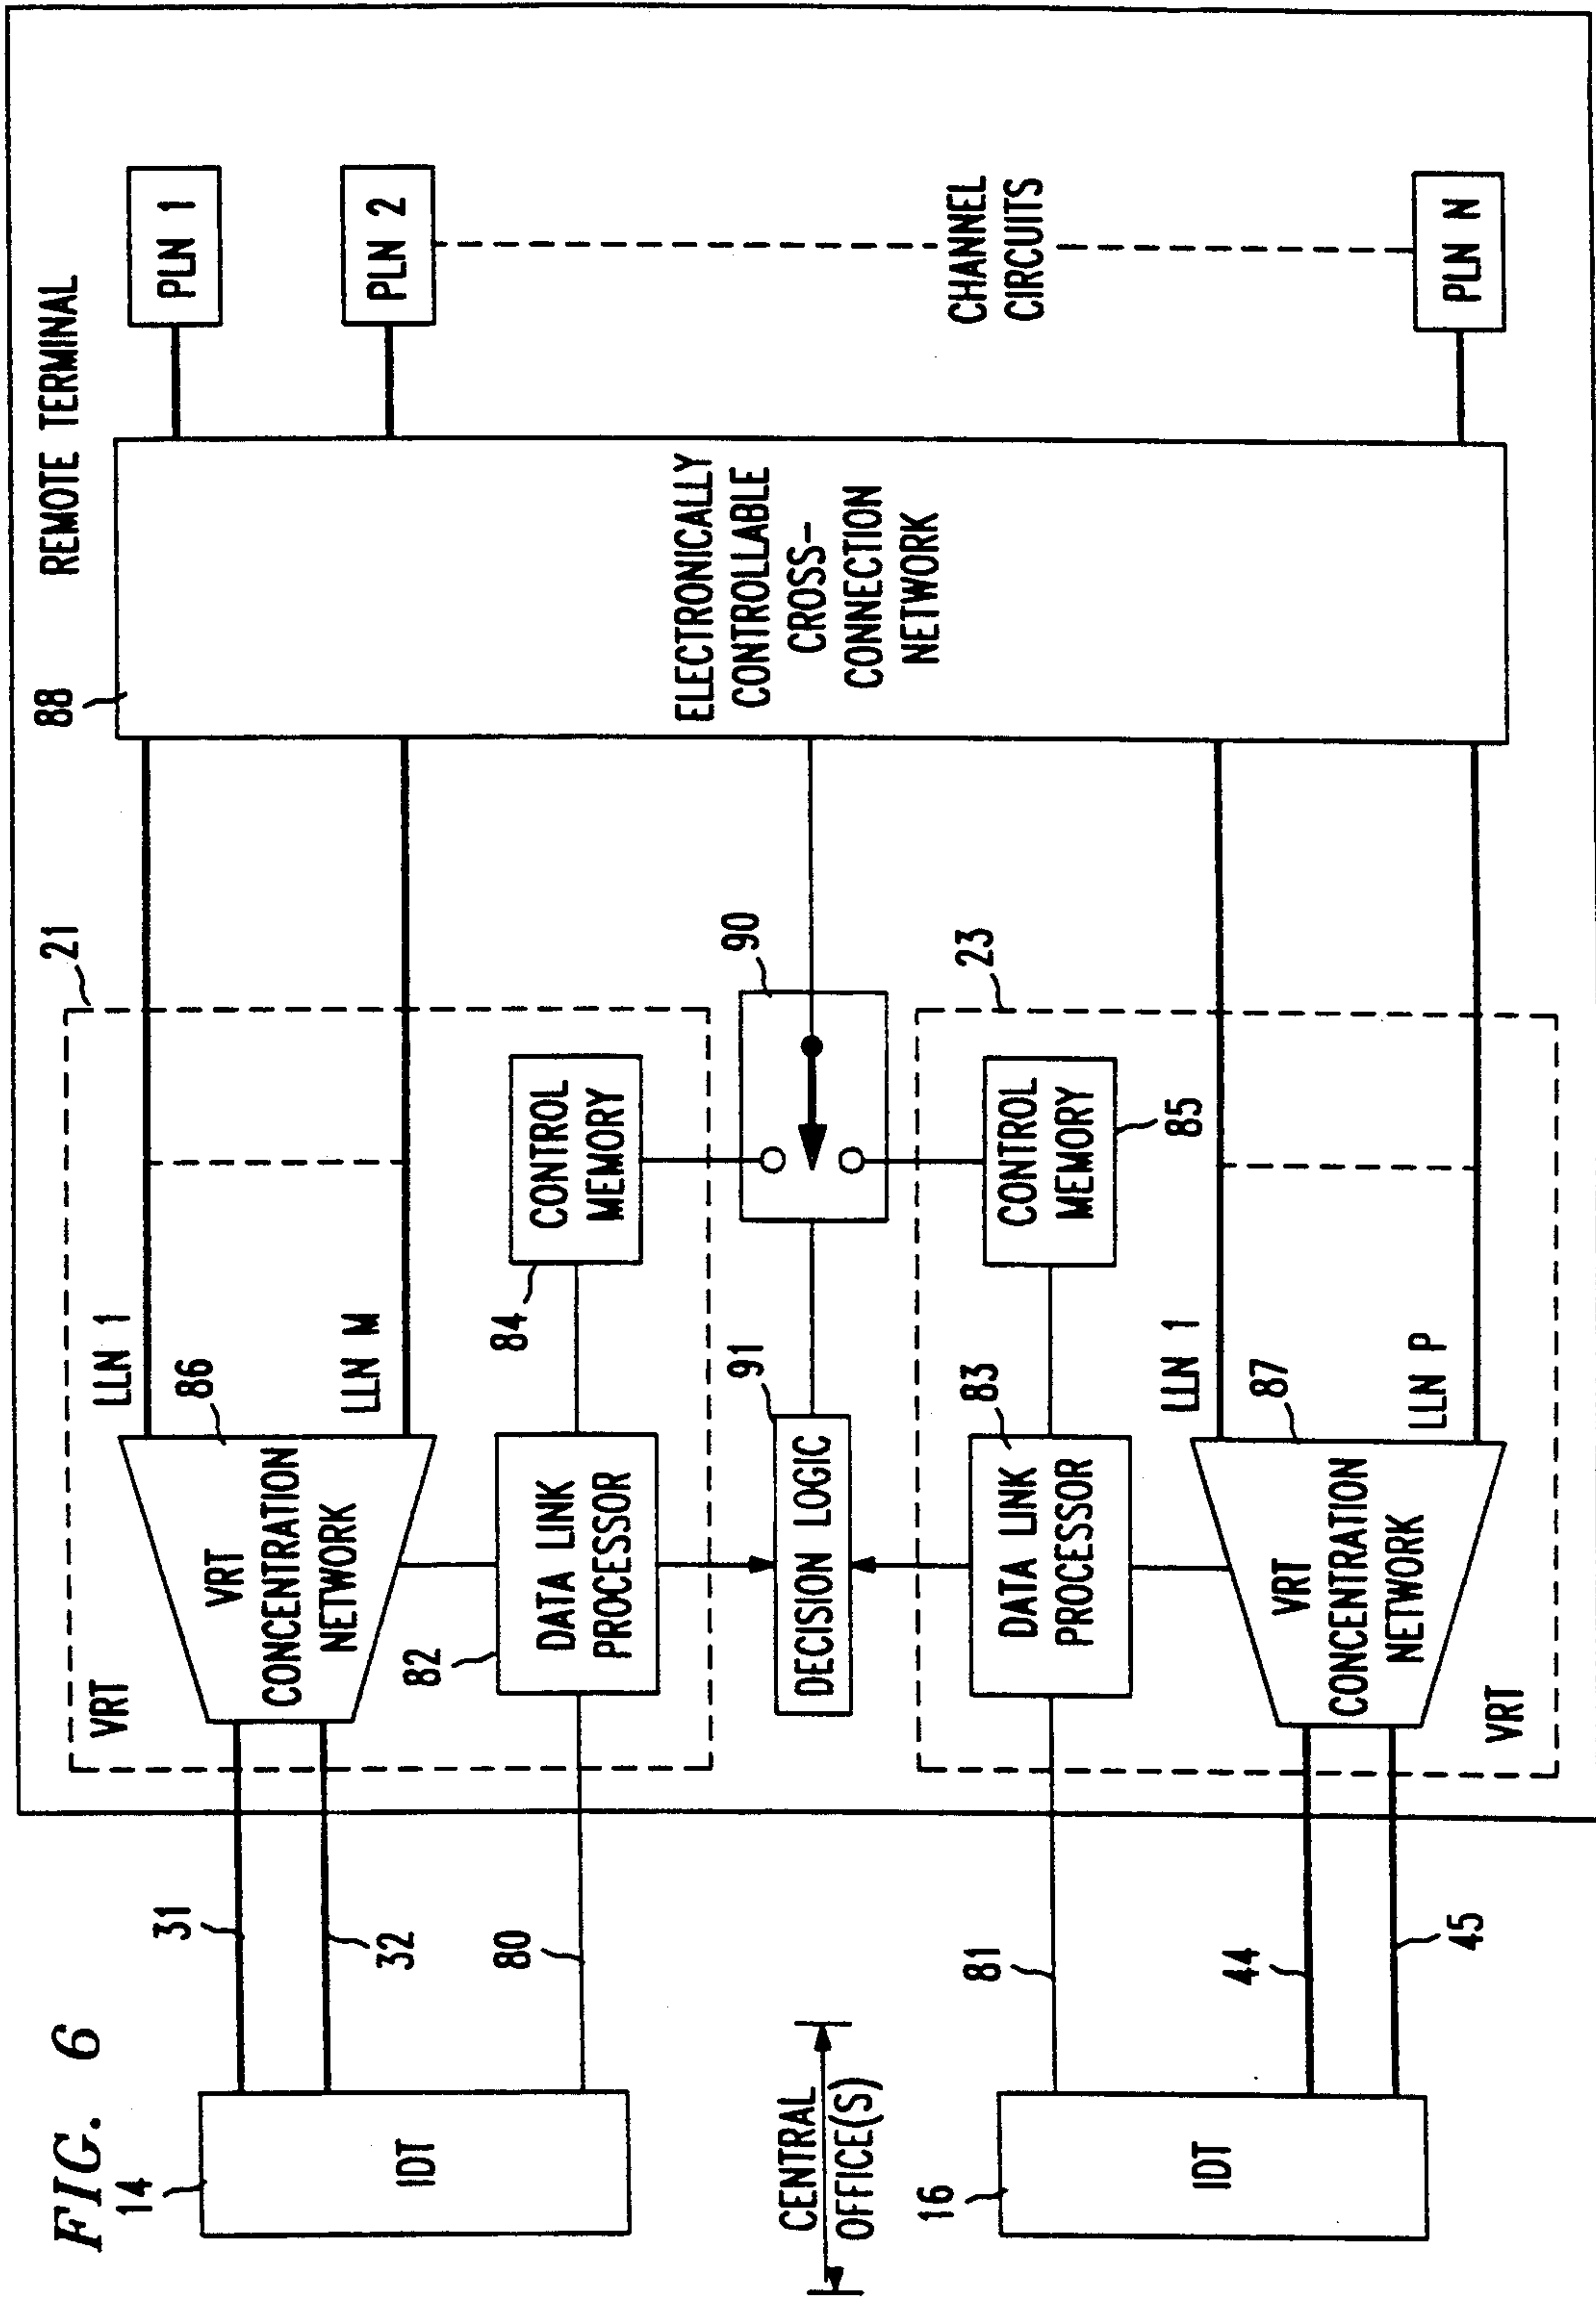 FIG. 6
REMOTE TERMINAL
14
IDT
31
32
80
VRT
21
VRT
CONCENTRATION
NETWORK
86
LLN 1
LLN M
82
DATA LINK
PROCESSOR
84
CONTROL
MEMORY
88
ELECTRONICALLY
CONTROLLABLE
CROSS-
CONNECTION
NETWORK
PLN 1
PLN 2
CHANNEL
CIRCUITS
PLN N
CENTRAL
OFFICE(S)
DECISION LOGIC
91
90
16
IDT
81
44
45
23
DATA LINK
PROCESSOR
83
CONTROL
MEMORY
85
LLN 1
87
LLN P
VRT
CONCENTRATION
NETWORK
VRT